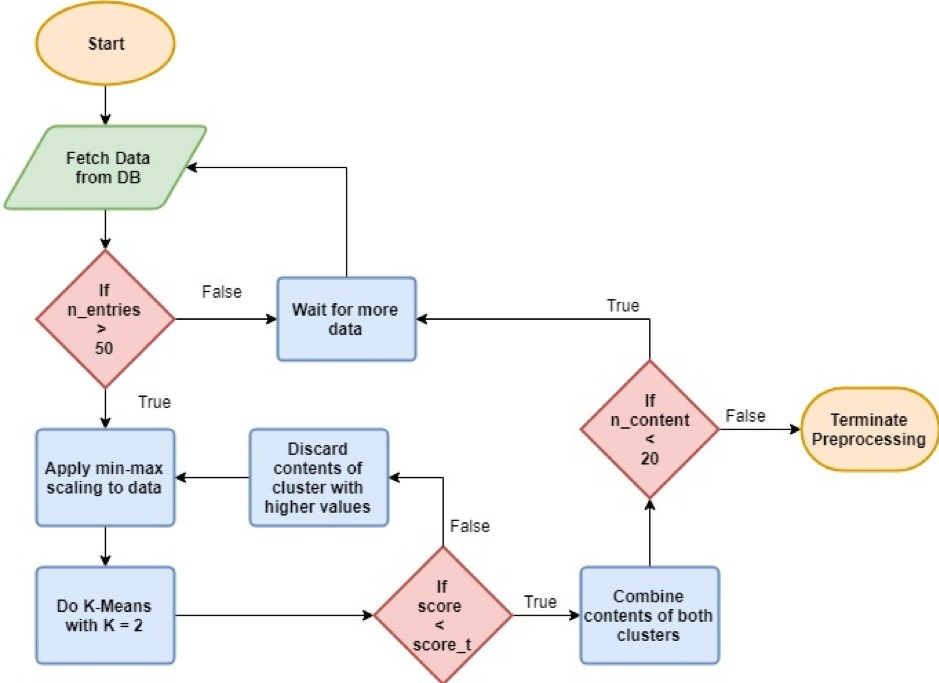 Start
Fetch Data
from DB
If
n_entries
>
50
False
Wait for more
data
True
True
If
n_content
<
20
False
Terminate
Preprocessing
Apply min-max
scaling to data
Discard
contents of
cluster with
higher values
False
Do K-Means
with K = 2
If
score
<
score_t
True
Combine
contents of both
clusters